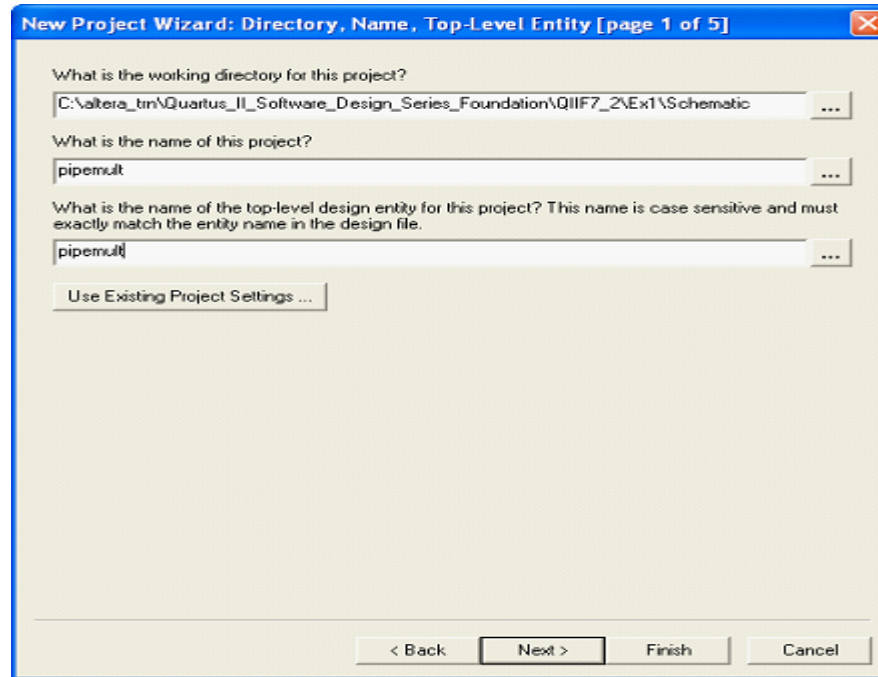 New Project Wizard: Directory, Name, Top-Level Entity [page 1 of 5]
What is the working directory for this project?
C:\altera_trn\Quartus_II_Software_Design_Series_Foundation\QIIF7_2\Ex1\Schematic
...
What is the name of this project?
pipemult
...
What is the name of the top-level design entity for this project? This name is case sensitive and must
exactly match the entity name in the design file.
pipemult
...
Use Existing Project Settings ...
< Back Next > Finish Cancel